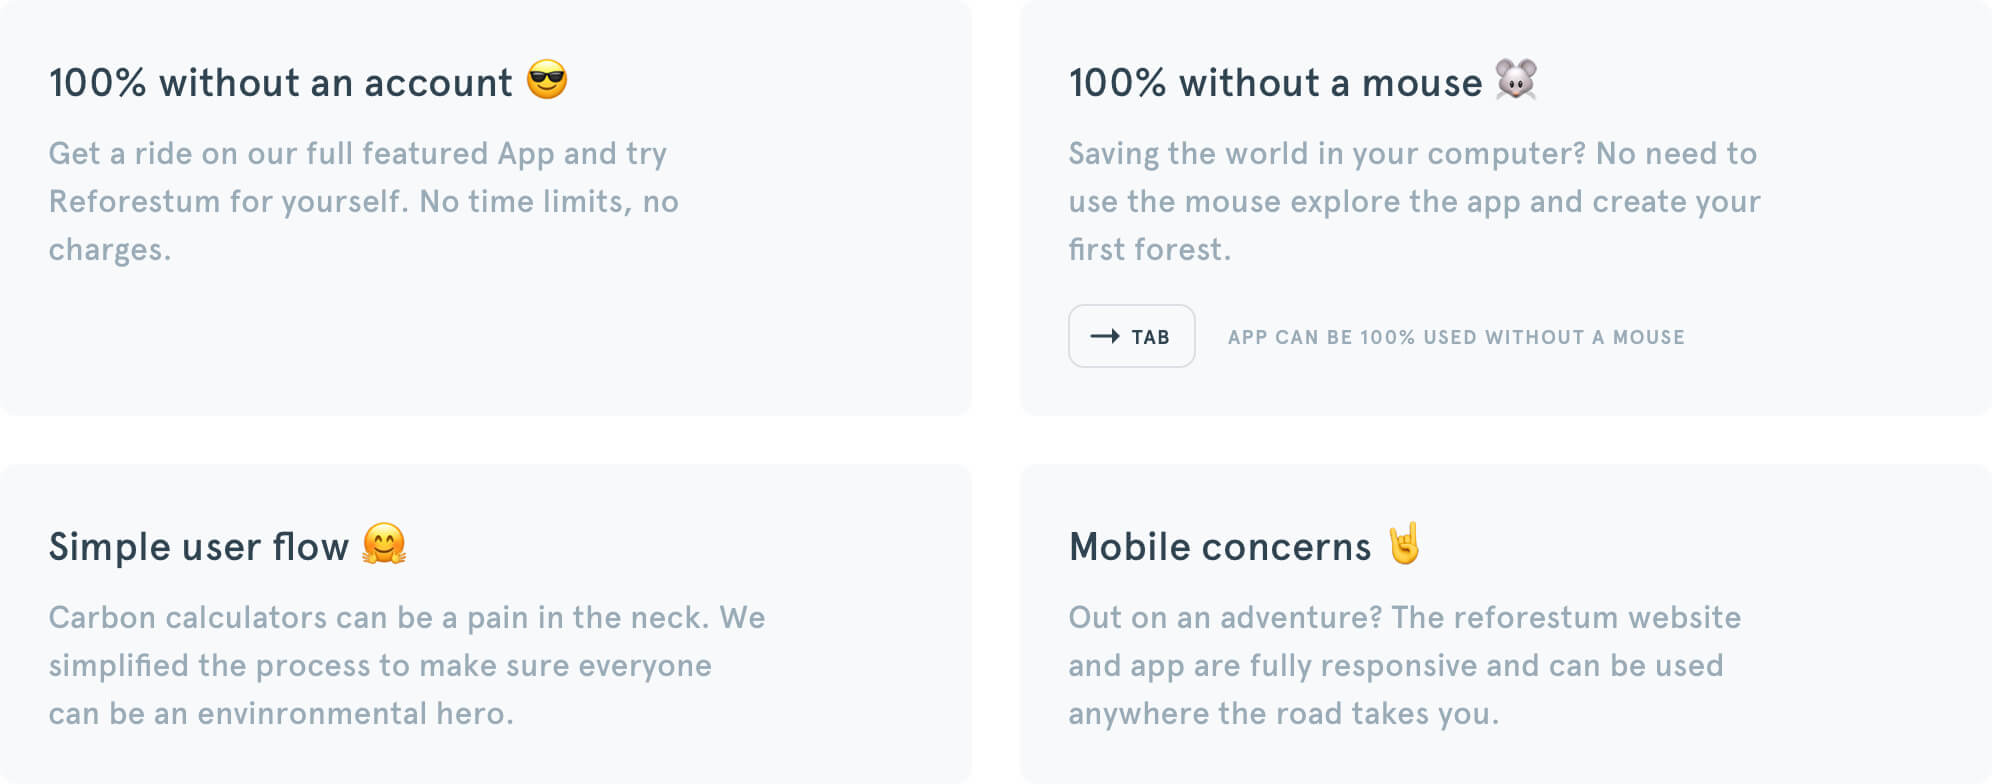 100% without an account 😎
Get a ride on our full featured App and try
Reforestum for yourself. No time limits, no
charges.
100% without a mouse 🐭
Saving the world in your computer? No need to
use the mouse explore the app and create your
first forest.
→ TAB
APP CAN BE 100% USED WITHOUT A MOUSE
Simple user flow 🤗
Carbon calculators can be a pain in the neck. We
simplified the process to make sure everyone
can be an envinronmental hero.
Mobile concerns 🤘
Out on an adventure? The reforestum website
and app are fully responsive and can be used
anywhere the road takes you.